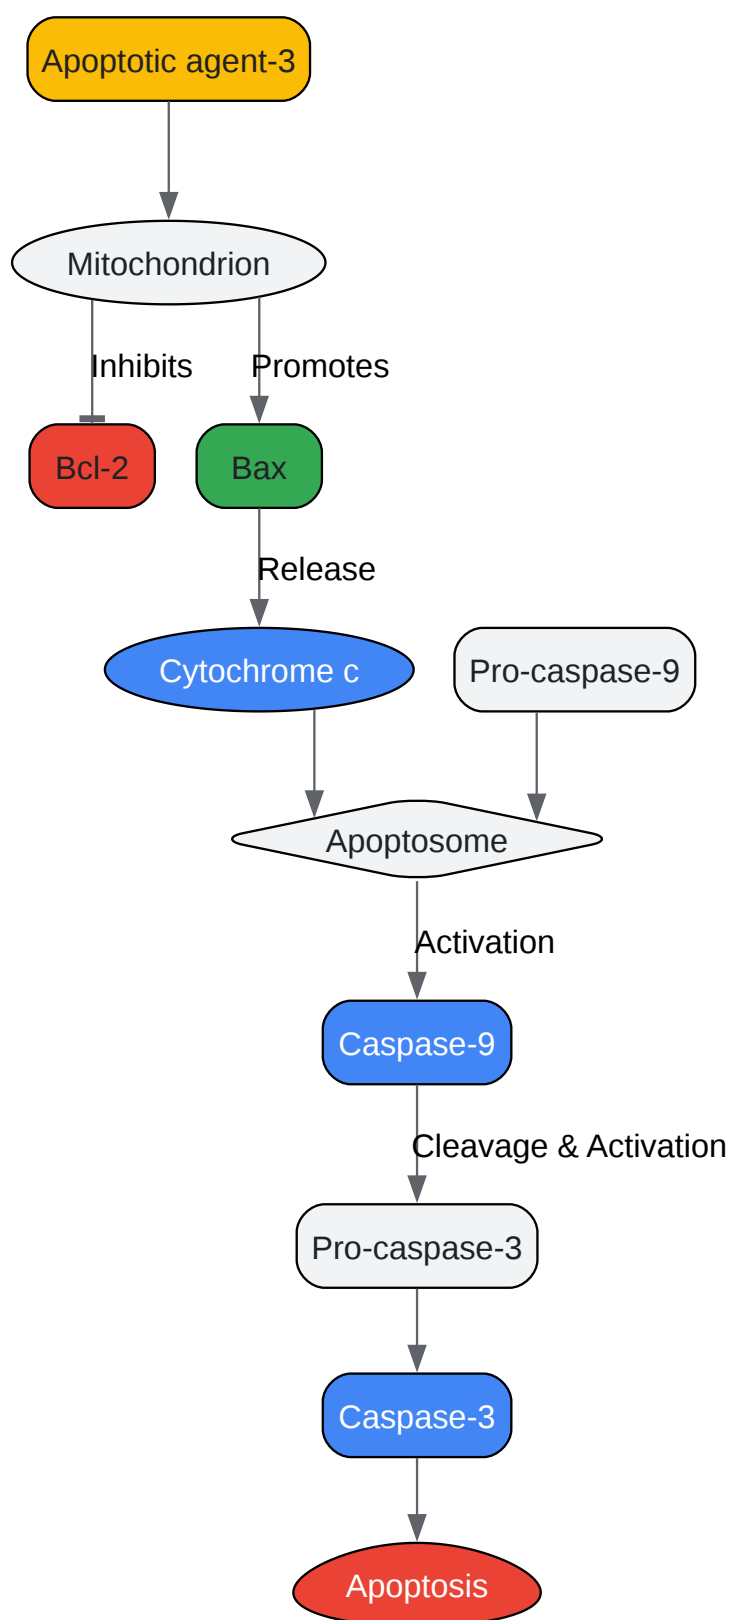 Apoptotic agent-3
Mitochondrion
Inhibits
Promotes
Bcl-2
Bax
Release
Cytochrome c
Pro-caspase-9
Apoptosome
Activation
Caspase-9
Cleavage & Activation
Pro-caspase-3
Caspase-3
Apoptosis